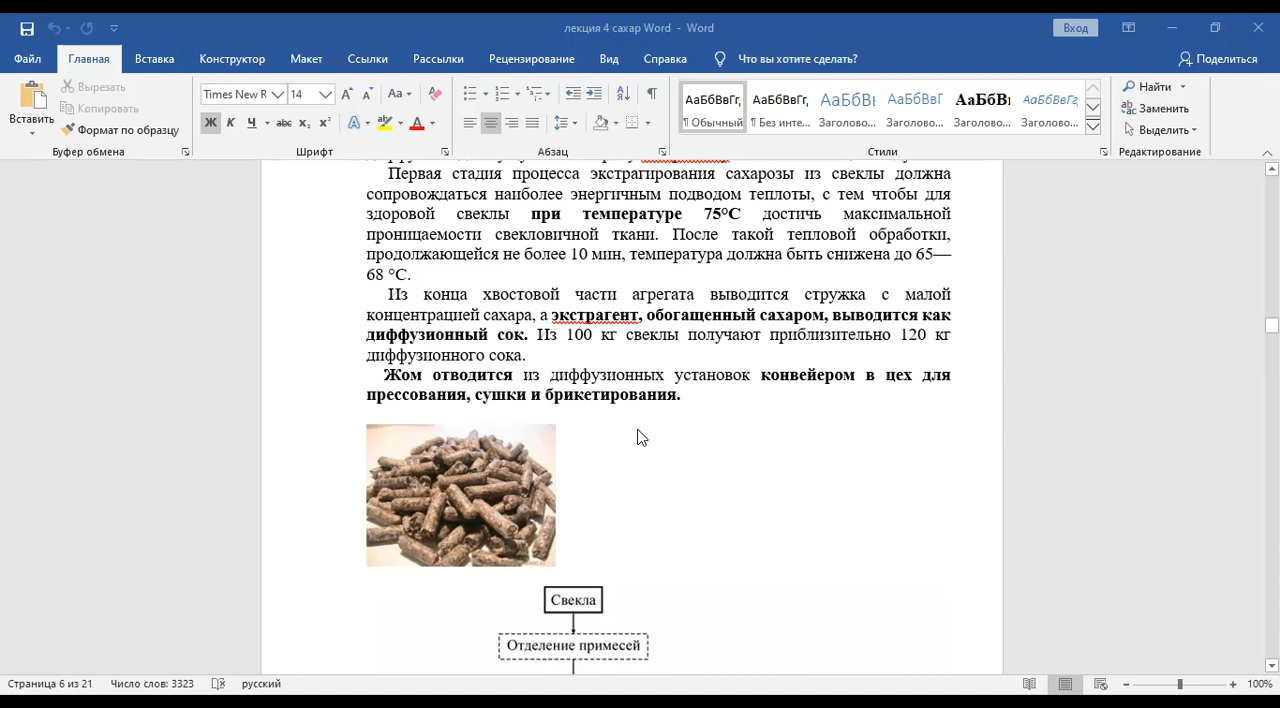 лекция 4 сахар Word - Word
Вход
Файл Главная Вставка Конструктор Макет Ссылки Рассылки Рецензирование Вид Справка Что вы хотите сделать? Поделиться
Вставить
Вырезать
Копировать
Формат по образцу
Буфер обмена
Times New R 14
Ж К Ч abc x₂ x²
Шрифт
Абзац
АаБбВвГг, АаБбВвГг, АаБбВı АаБбВвГ АаБбВı АаБбВвГг,
¶ Обычный ¶ Без инте... Заголово... Заголово... Заголово... Заголово...
Стили
Найти
Заменить
Выделить
Редактирование
Первая стадия процесса экстрагирования сахарозы из свеклы должна
сопровождаться наиболее энергичным подводом теплоты, с тем чтобы для
здоровой свеклы при температуре 75°С достичь максимальной
проницаемости свекловичной ткани. После такой тепловой обработки,
продолжающейся не более 10 мин, температура должна быть снижена до 65—
68 °С.
Из конца хвостовой части агрегата выводится стружка с малой
концентрацией сахара, а экстрагент, обогащенный сахаром, выводится как
диффузионный сок. Из 100 кг свеклы получают приблизительно 120 кг
диффузионного сока.
Жом отводится из диффузионных установок конвейером в цех для
прессования, сушки и брикетирования.
Свекла
Отделение примесей
Страница 6 из 21 Число слов: 3323 русский 100%